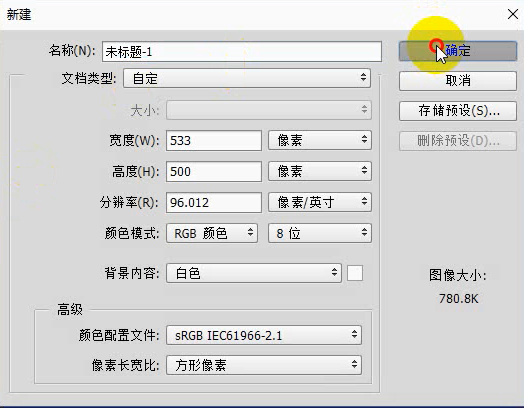 新建
名称(N): 未标题-1
确定
文档类型: 自定
取消
大小:
存储预设(S)...
宽度(W): 533 像素
删除预设(D)...
高度(H): 500 像素
分辨率(R): 96.012 像素/英寸
颜色模式: RGB 颜色 8 位
背景内容: 白色
图像大小:
780.8K
高级
颜色配置文件: sRGB IEC61966-2.1
像素长宽比: 方形像素